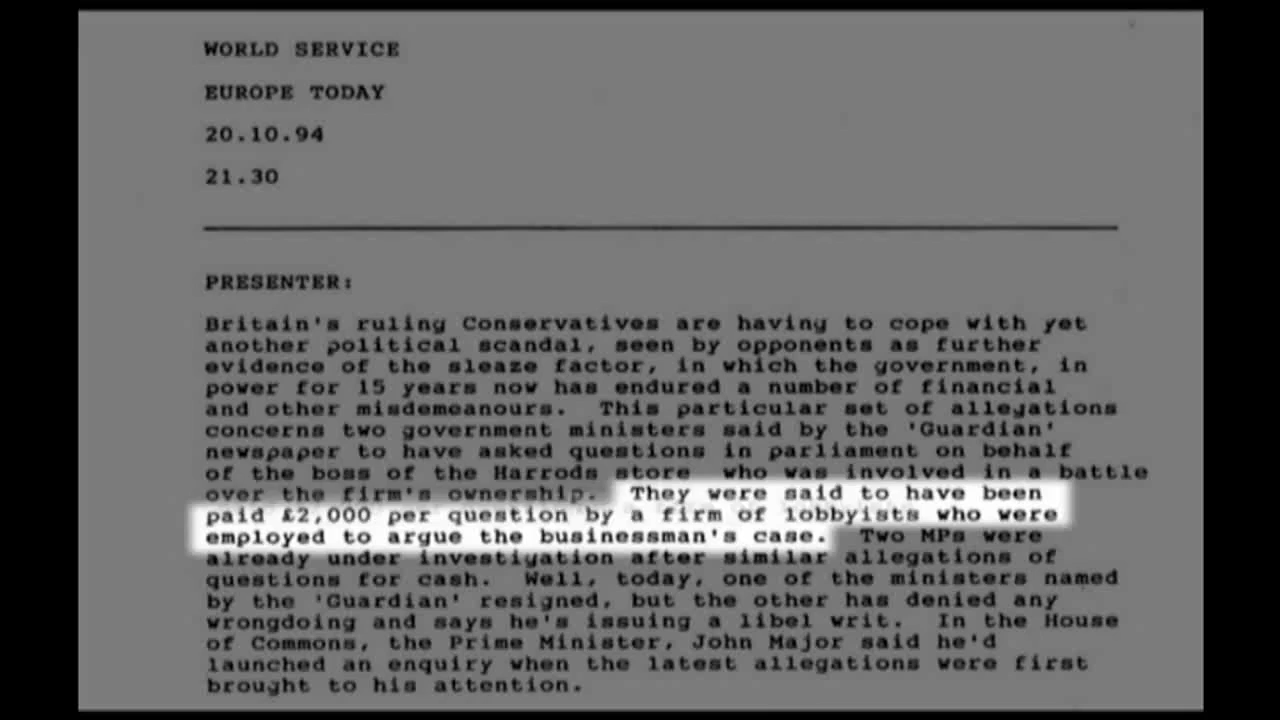 WORLD SERVICE
EUROPE TODAY
20.10.94
21.30
PRESENTER:
Britain's ruling Conservatives are having to cope with yet
another political scandal, seen by opponents as further
evidence of the sleaze factor, in which the government, in
power for 15 years now has endured a number of financial
and other misdemeanours. This particular set of allegations
concerns two government ministers said by the 'Guardian'
newspaper to have asked questions in parliament on behalf
of the boss of the Harrods store who was involved in a battle
over the firm's ownership. They were said to have been
paid £2,000 per question by a firm of lobbyists who were
employed to argue the businessman's case. Two MPs were
already under investigation after similar allegations of
questions for cash. Well, today, one of the ministers named
by the 'Guardian' resigned, but the other has denied any
wrongdoing and says he's issuing a libel writ. In the House
of Commons, the Prime Minister, John Major said he'd
launched an enquiry when the latest allegations were first
brought to his attention.